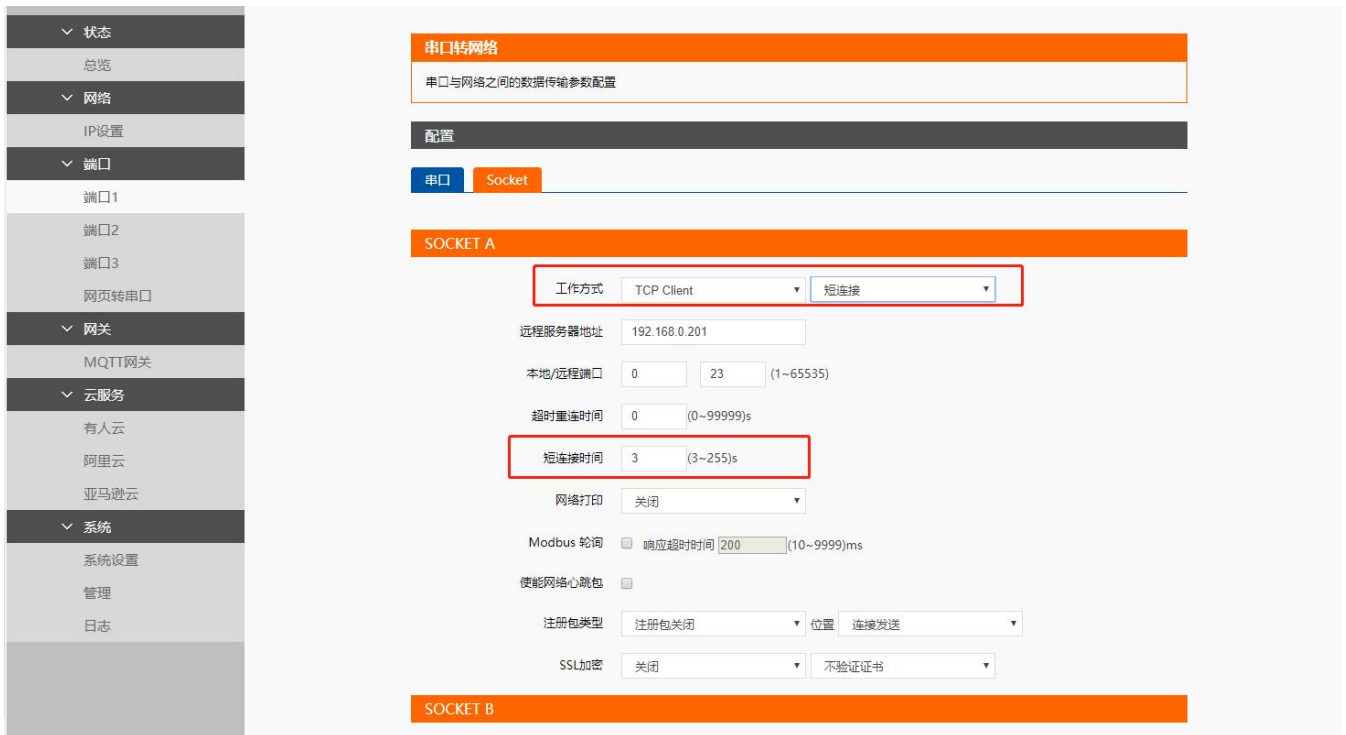 状态
总览
网络
IP设置
端口
端口1
端口2
端口3
网页转串口
网关
MQTT网关
云服务
有人云
阿里云
亚马逊云
系统
系统设置
管理
日志
串口转网络
串口与网络之间的数据传输参数配置
配置
串口 Socket
SOCKET A
工作方式 TCP Client 短连接
远程服务器地址 192.168.0.201
本地/远程端口 0 23 (1~65535)
超时重连时间 0 (0~99999)s
短连接时间 3 (3~255)s
网络打印 关闭
Modbus 轮询 响应超时时间 200 (10~9999)ms
使能网络心跳包
注册包类型 注册包关闭 位置 连接发送
SSL加密 关闭 不验证证书
SOCKET B